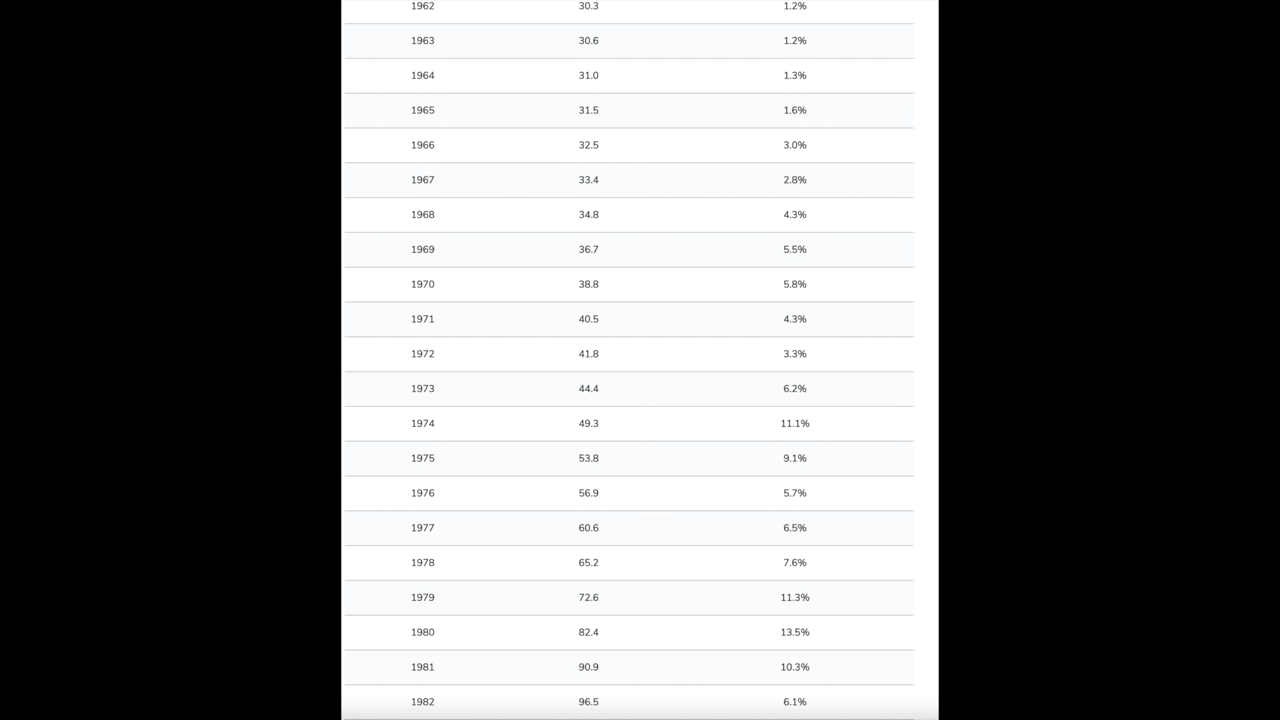 1962 30.3 1.2%
1963 30.6 1.2%
1964 31.0 1.3%
1965 31.5 1.6%
1966 32.5 3.0%
1967 33.4 2.8%
1968 34.8 4.3%
1969 36.7 5.5%
1970 38.8 5.8%
1971 40.5 4.3%
1972 41.8 3.3%
1973 44.4 6.2%
1974 49.3 11.1%
1975 53.8 9.1%
1976 56.9 5.7%
1977 60.6 6.5%
1978 65.2 7.6%
1979 72.6 11.3%
1980 82.4 13.5%
1981 90.9 10.3%
1982 96.5 6.1%